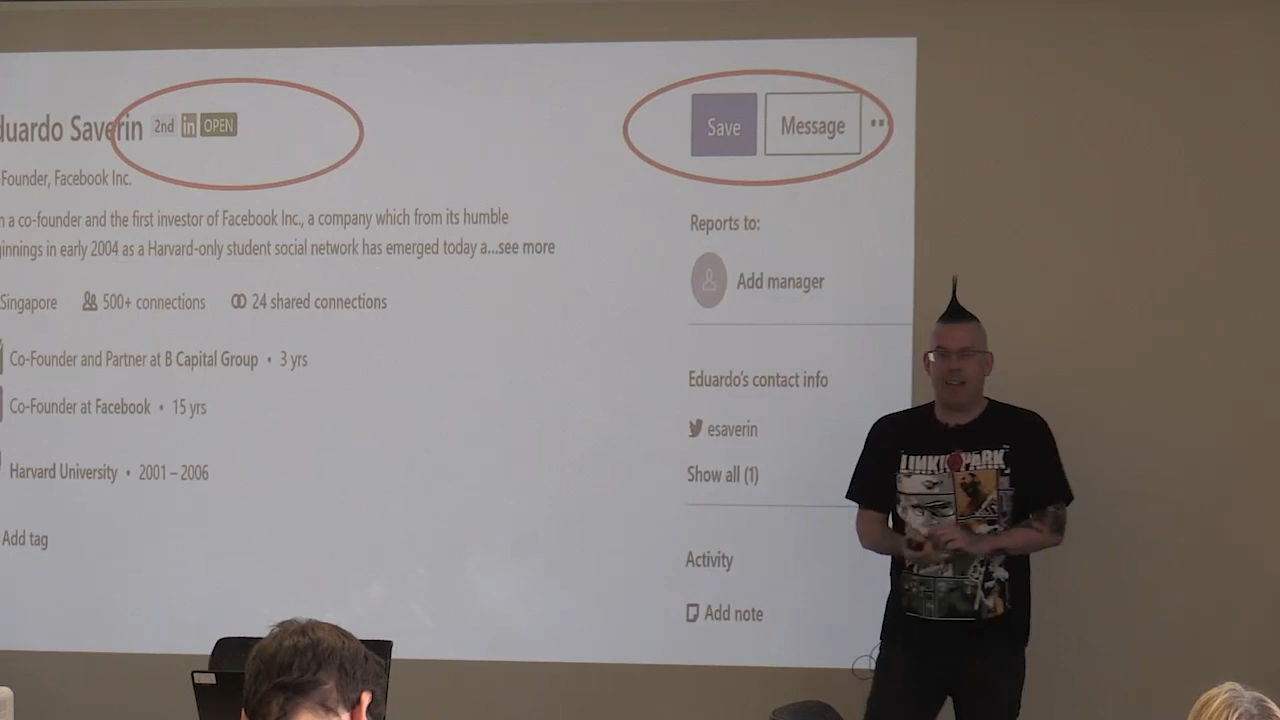 duardo Saverin 2nd in OPEN
Founder, Facebook Inc.
a co-founder and the first investor of Facebook Inc., a company which from its humble
ginnings in early 2004 as a Harvard-only student social network has emerged today a...see more
Singapore 500+ connections 24 shared connections
Co-Founder and Partner at B Capital Group • 3 yrs
Co-Founder at Facebook • 15 yrs
Harvard University • 2001 – 2006
Add tag
Save Message
Reports to:
Add manager
Eduardo's contact info
esaverin
Show all (1)
Activity
Add note
LINKIN PARK